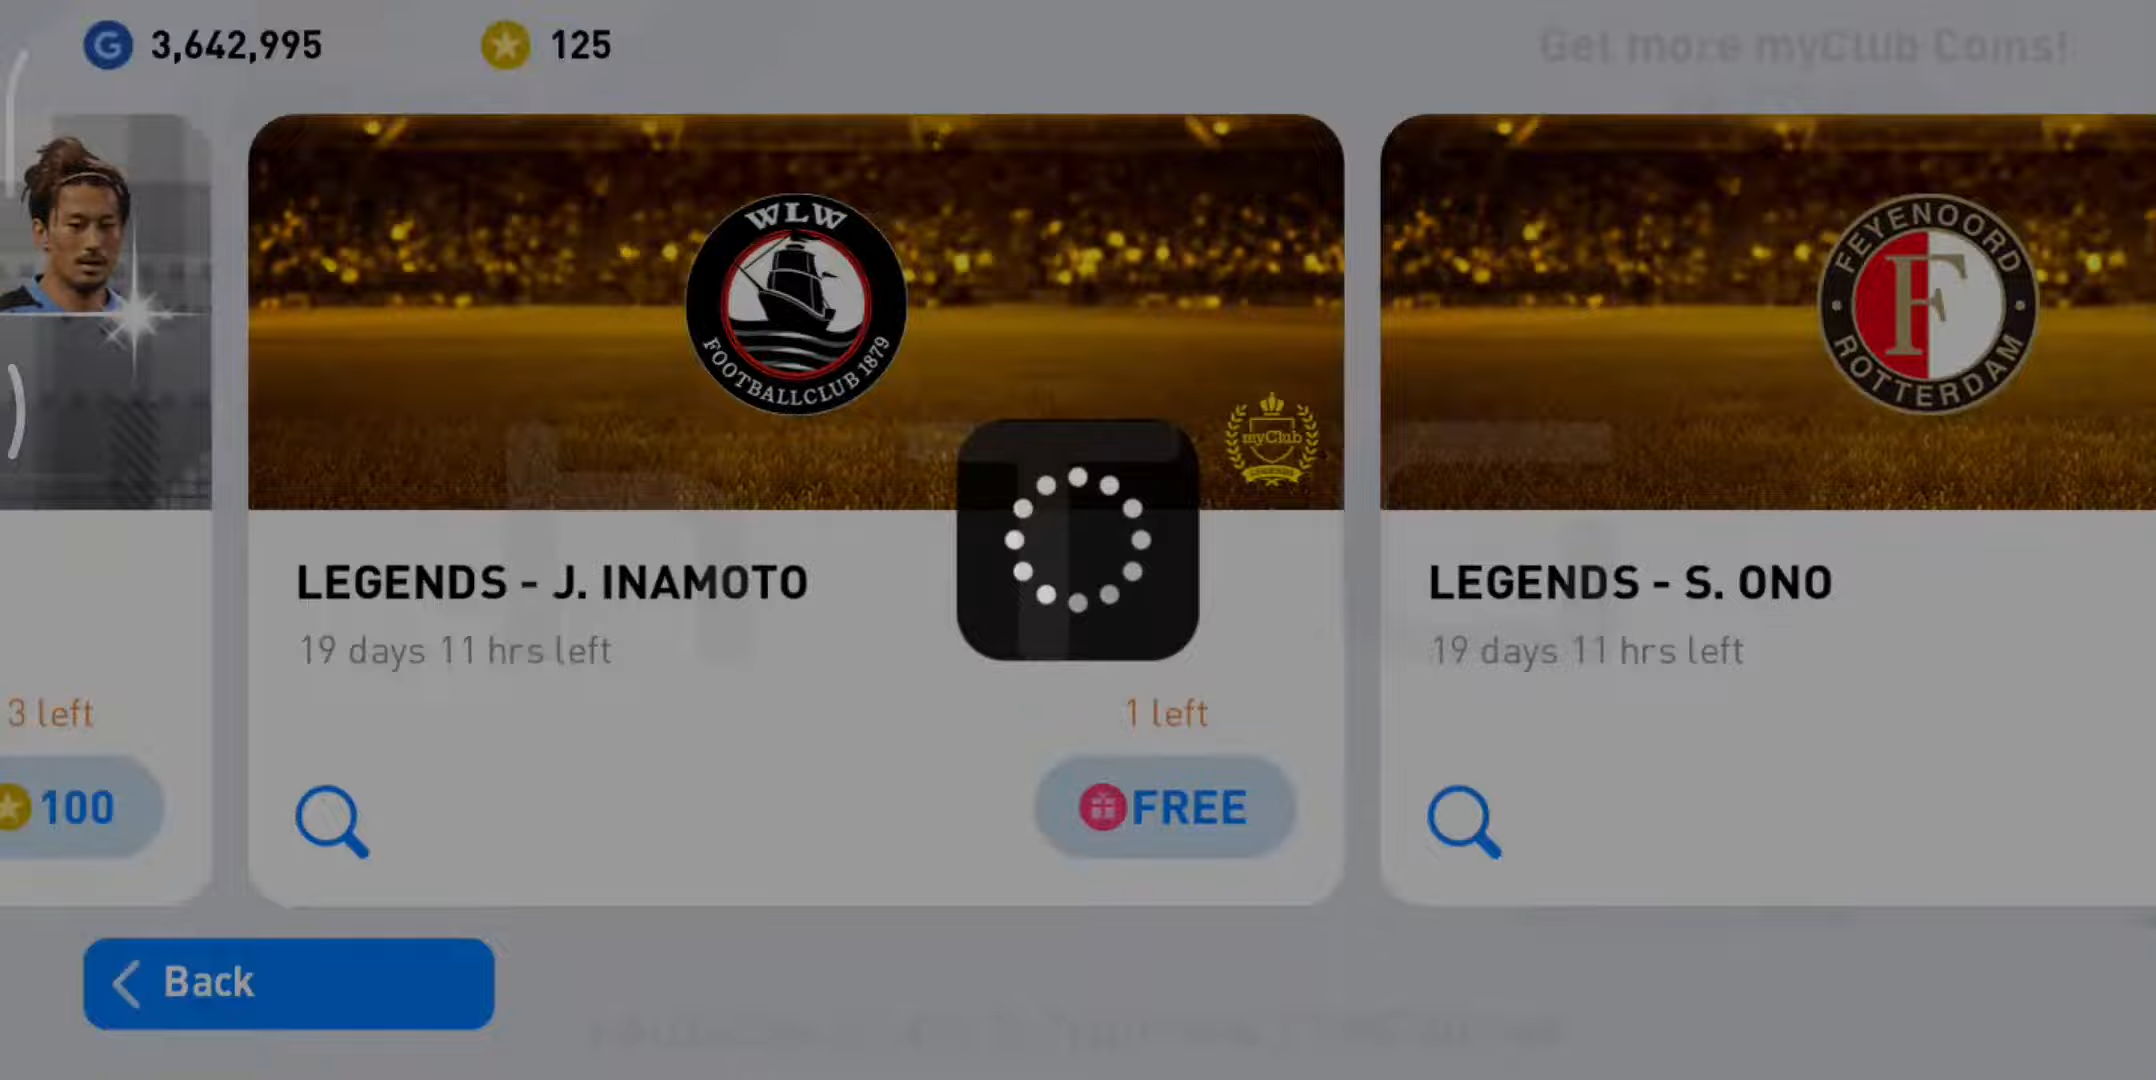 3,642,995
125
Get more myClub Coins!
WLW
FOOTBALLCLUB 1879
myClub
LEGENDS
FEYENOORD
F
ROTTERDAM
LEGENDS - J. INAMOTO
19 days 11 hrs left
LEGENDS - S. ONO
19 days 11 hrs left
3 left
1 left
100
FREE
Back